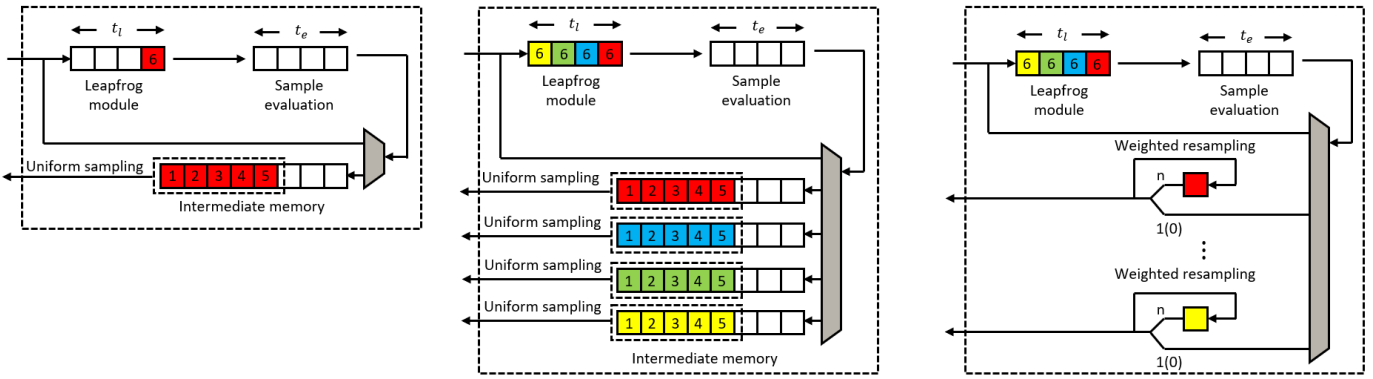 t_l
t_e
6
Leapfrog
module
Sample
evaluation
Uniform sampling
1 2 3 4 5
Intermediate memory
t_l
t_e
6 6 6 6
Leapfrog
module
Sample
evaluation
Uniform sampling
1 2 3 4 5
Uniform sampling
1 2 3 4 5
Uniform sampling
1 2 3 4 5
Uniform sampling
1 2 3 4 5
Intermediate memory
t_l
t_e
6 6 6 6
Leapfrog
module
Sample
evaluation
Weighted resampling
n
1(0)
⋮
Weighted resampling
n
1(0)